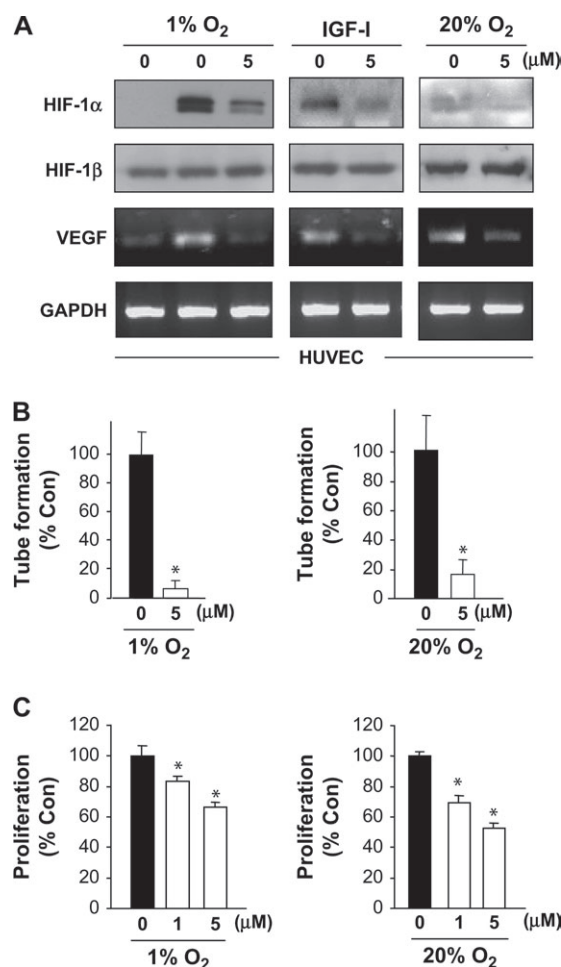 A
1% O2 IGF-I 20% O2
0 0 5 0 5 0 5 (μM)
HIF-1α
HIF-1β
VEGF
GAPDH
HUVEC
B
Tube formation
(% Con)
100
80
60
40
20
0
*
0 5 (μM)
1% O2
Tube formation
(% Con)
100
80
60
40
20
0
*
0 5 (μM)
20% O2
C
Proliferation
(% Con)
120
100
80
60
40
20
0
* *
0 1 5 (μM)
1% O2
Proliferation
(% Con)
120
100
80
60
40
20
0
* *
0 1 5 (μM)
20% O2